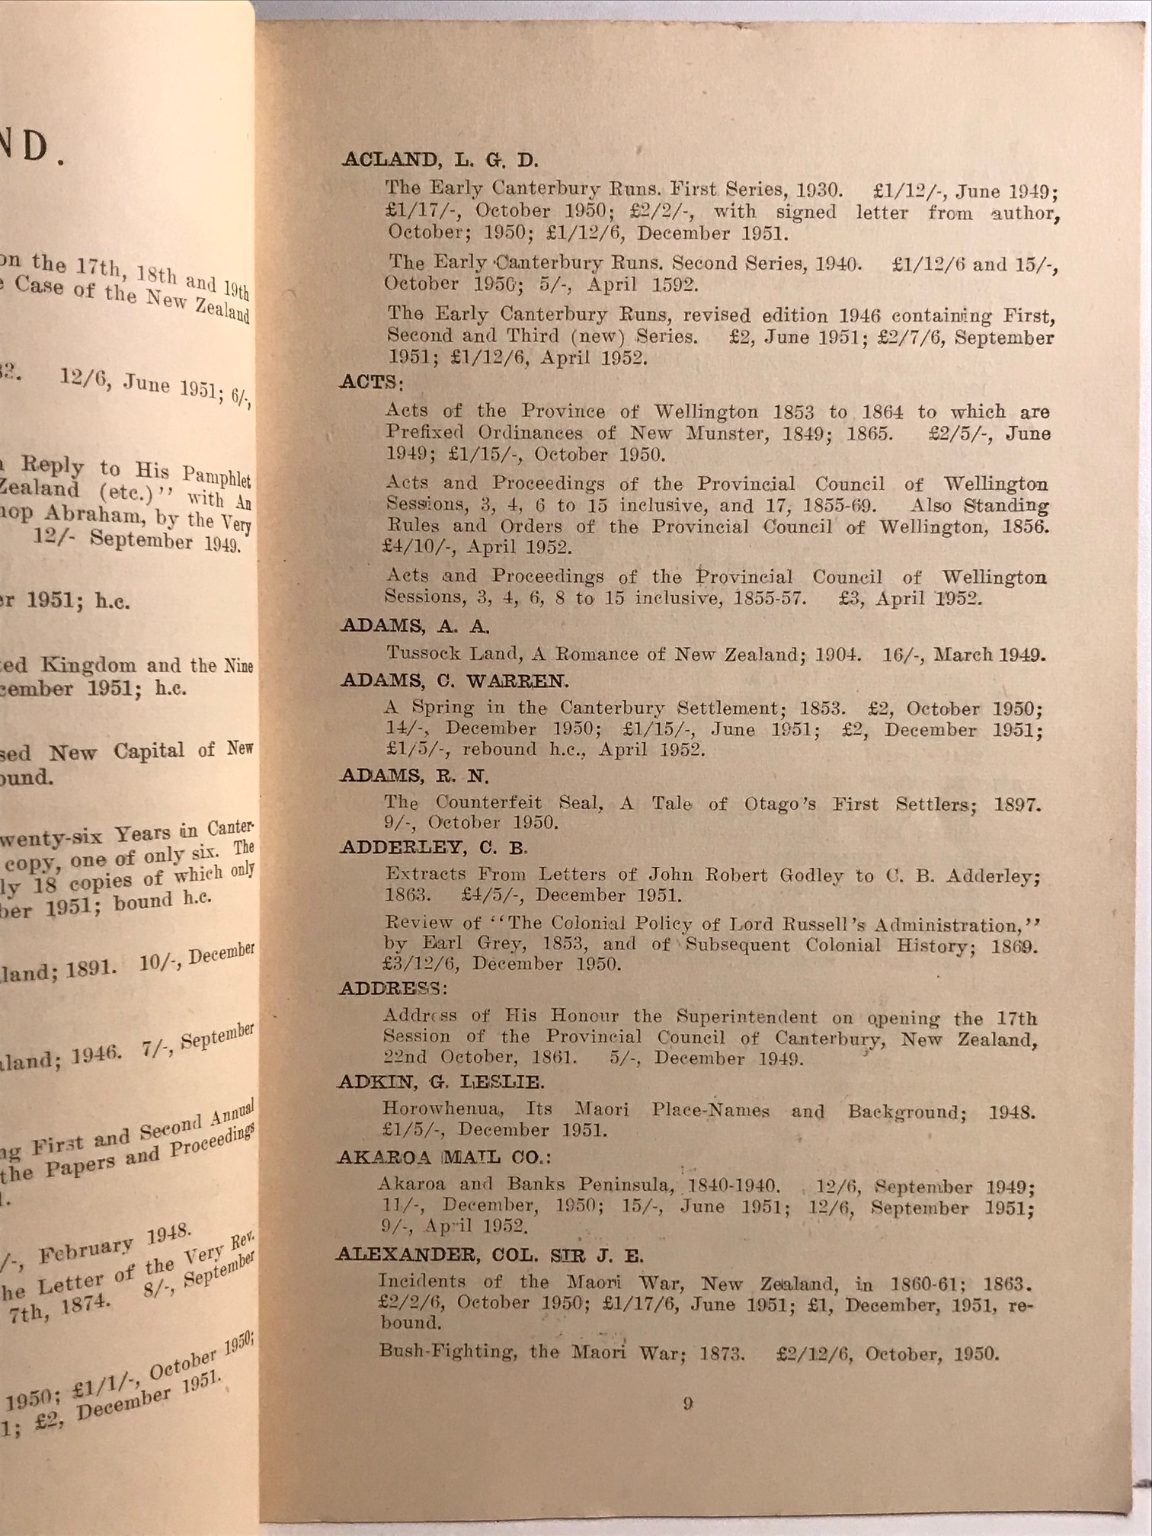 ND.
on the 17th, 18th and 19th
Case of the New Zealand
12/6, June 1951; 6/-,
Reply to His Pamphlet
Zealand (etc.)" with An
hop Abraham, by the Very
12/- September 1949.
er 1951; h.c.
ted Kingdom and the Nine
cember 1951; h.c.
sed New Capital of New
ound.
wenty-six Years in Canter-
copy, one of only six. The
ly 18 copies of which only
ber 1951; bound h.c.
land; 1891. 10/-, December
aland; 1946. 7/-, September
ng First and Second Annual
the Papers and Proceedings
/-, February 1948.
he Letter of the Very Rev.
7th, 1874. 8/-, September
1950; £1/1/-, October 1950;
1; £2, December 1951.
ACLAND, L. G. D.
The Early Canterbury Runs. First Series, 1930. £1/12/-, June 1949;
£1/17/-, October 1950; £2/2/-, with signed letter from author,
October; 1950; £1/12/6, December 1951.
The Early Canterbury Runs. Second Series, 1940. £1/12/6 and 15/-,
October 1950; 5/-, April 1592.
The Early Canterbury Runs, revised edition 1946 containing First,
Second and Third (new) Series. £2, June 1951; £2/7/6, September
1951; £1/12/6, April 1952.
ACTS:
Acts of the Province of Wellington 1853 to 1864 to which are
Prefixed Ordinances of New Munster, 1849; 1865. £2/5/-, June
1949; £1/15/-, October 1950.
Acts and Proceedings of the Provincial Council of Wellington
Sessions, 3, 4, 6 to 15 inclusive, and 17, 1855-69. Also Standing
Rules and Orders of the Provincial Council of Wellington, 1856.
£4/10/-, April 1952.
Acts and Proceedings of the Provincial Council of Wellington
Sessions, 3, 4, 6, 8 to 15 inclusive, 1855-57. £3, April 1952.
ADAMS, A. A.
Tussock Land, A Romance of New Zealand; 1904. 16/-, March 1949.
ADAMS, C. WARREN.
A Spring in the Canterbury Settlement; 1853. £2, October 1950;
14/-, December 1950; £1/15/-, June 1951; £2, December 1951;
£1/5/-, rebound h.c., April 1952.
ADAMS, R. N.
The Counterfeit Seal, A Tale of Otago's First Settlers; 1897.
9/-, October 1950.
ADDERLEY, C. B.
Extracts From Letters of John Robert Godley to C. B. Adderley;
1863. £4/5/-, December 1951.
Review of "The Colonial Policy of Lord Russell's Administration,"
by Earl Grey, 1853, and of Subsequent Colonial History; 1869.
£3/12/6, December 1950.
ADDRESS:
Address of His Honour the Superintendent on opening the 17th
Session of the Provincial Council of Canterbury, New Zealand,
22nd October, 1861. 5/-, December 1949.
ADKIN, G. LESLIE.
Horowhenua, Its Maori Place-Names and Background; 1948.
£1/5/-, December 1951.
AKAROA MAIL CO.:
Akaroa and Banks Peninsula, 1840-1940. 12/6, September 1949;
11/-, December, 1950; 15/-, June 1951; 12/6, September 1951;
9/-, April 1952.
ALEXANDER, COL. SIR J. E.
Incidents of the Maori War, New Zealand, in 1860-61; 1863.
£2/2/6, October 1950; £1/17/6, June 1951; £1, December, 1951, re-
bound.
Bush-Fighting, the Maori War; 1873. £2/12/6, October, 1950.
9